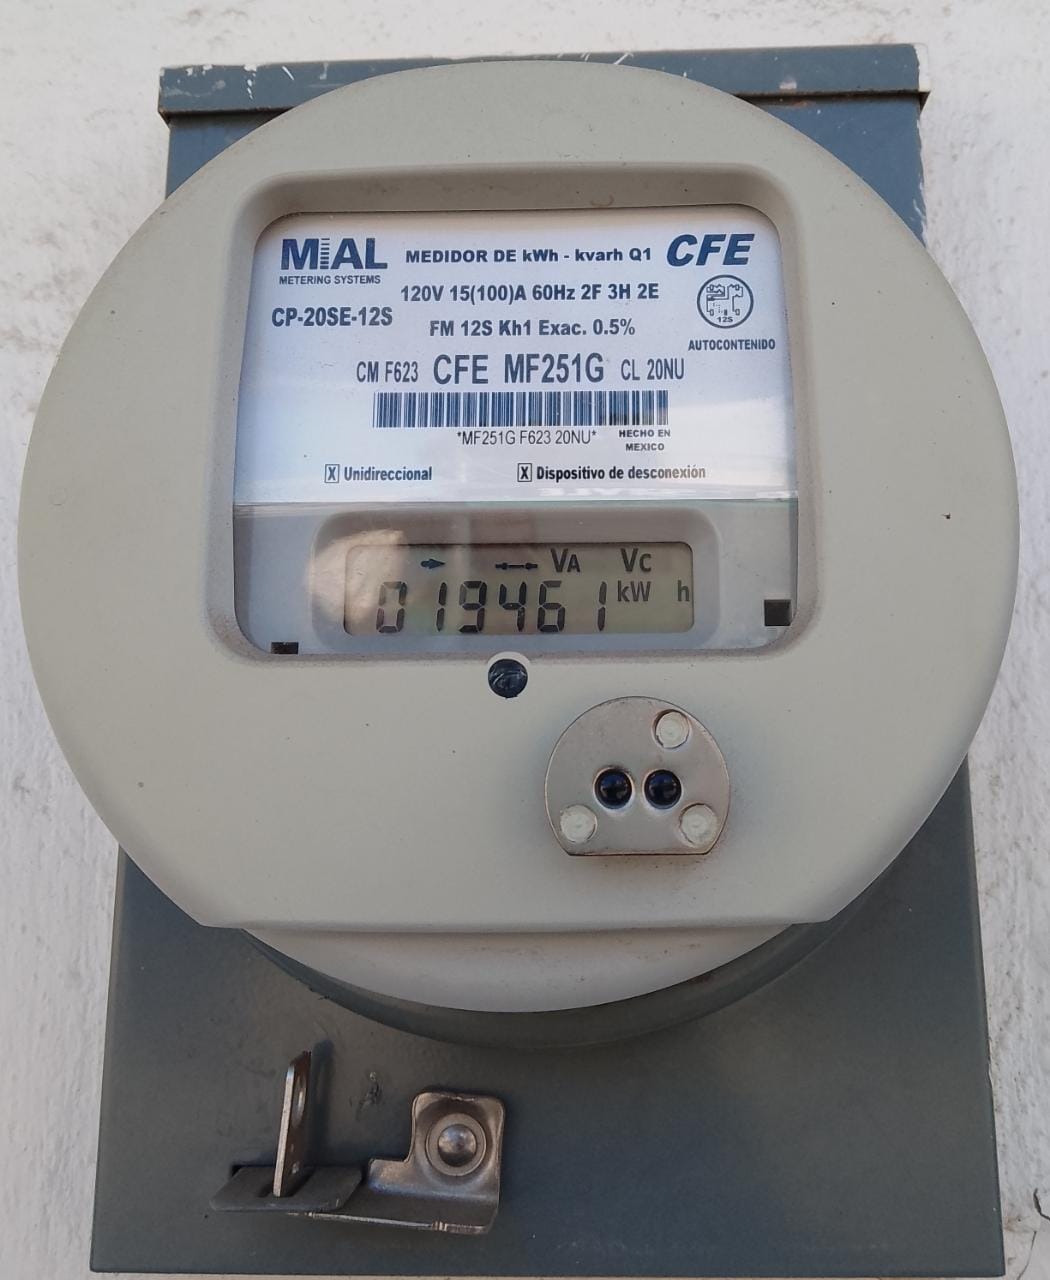 MIAL MEDIDOR DE kWh - kvarh Q1 CFE
METERING SYSTEMS
120V 15(100)A 60Hz 2F 3H 2E
CP-20SE-12S
FM 12S Kh1 Exac. 0.5%
12S
AUTOCONTENIDO
CM F623 CFE MF251G CL 20NU
*MF251G F623 20NU*
HECHO EN
MEXICO
X Unidireccional X Dispositivo de desconexión
VA VC
019461 kW h